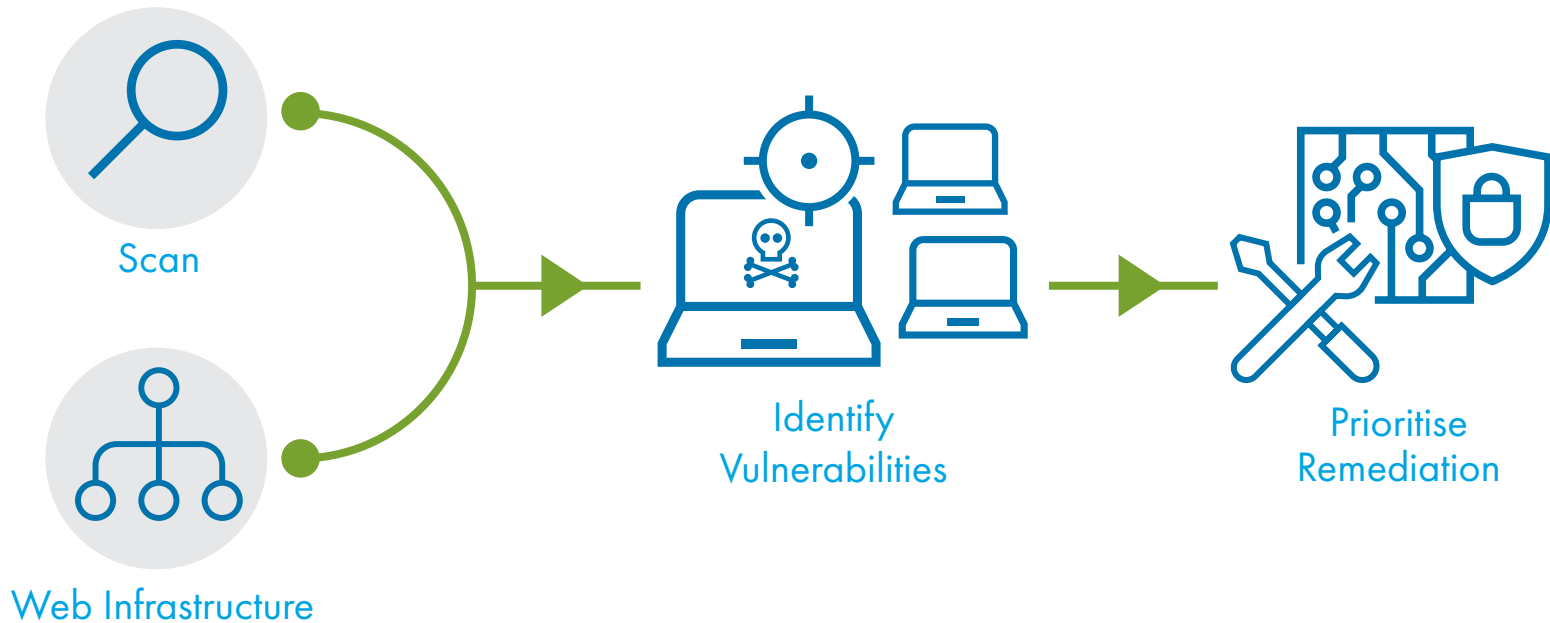 Scan
Web Infrastructure
Identify
Vulnerabilities
Prioritise
Remediation